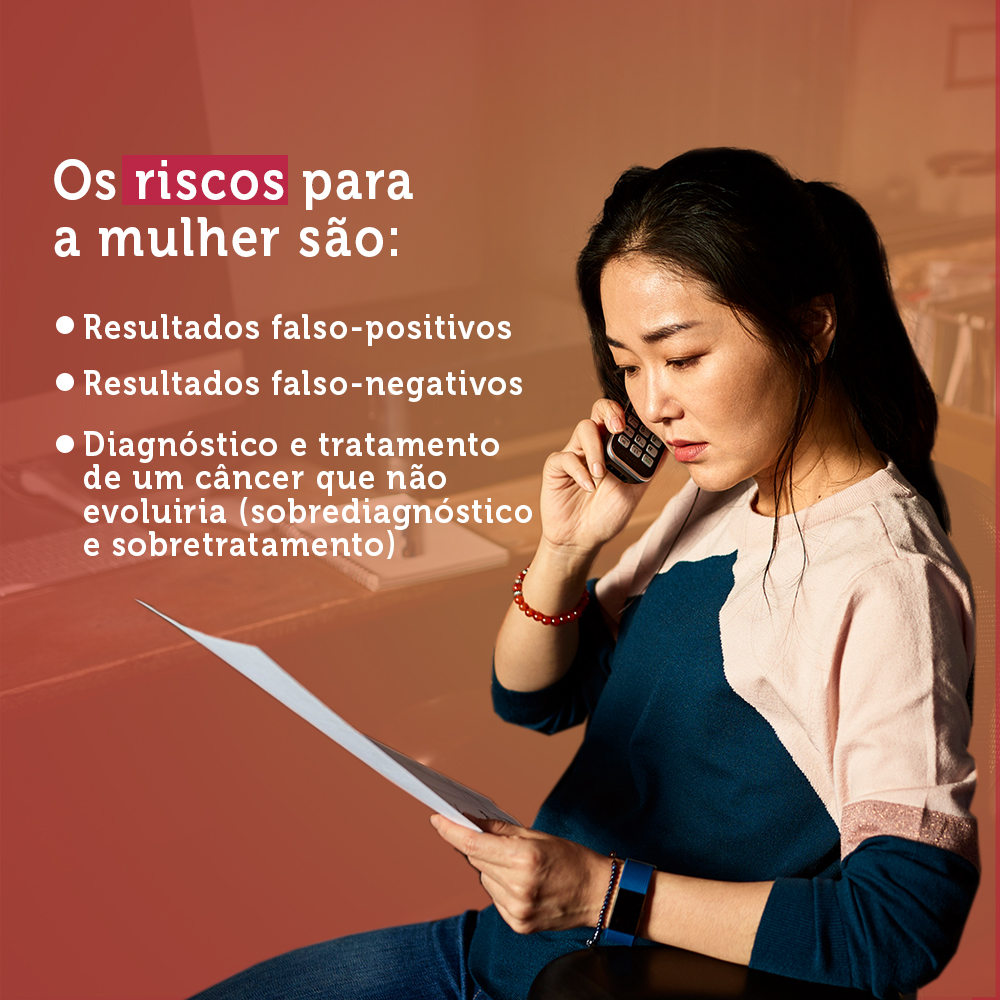 Os riscos para
a mulher são:
• Resultados falso-positivos
• Resultados falso-negativos
• Diagnóstico e tratamento
de um câncer que não
evoluiria (sobrediagnóstico
e sobretratamento)